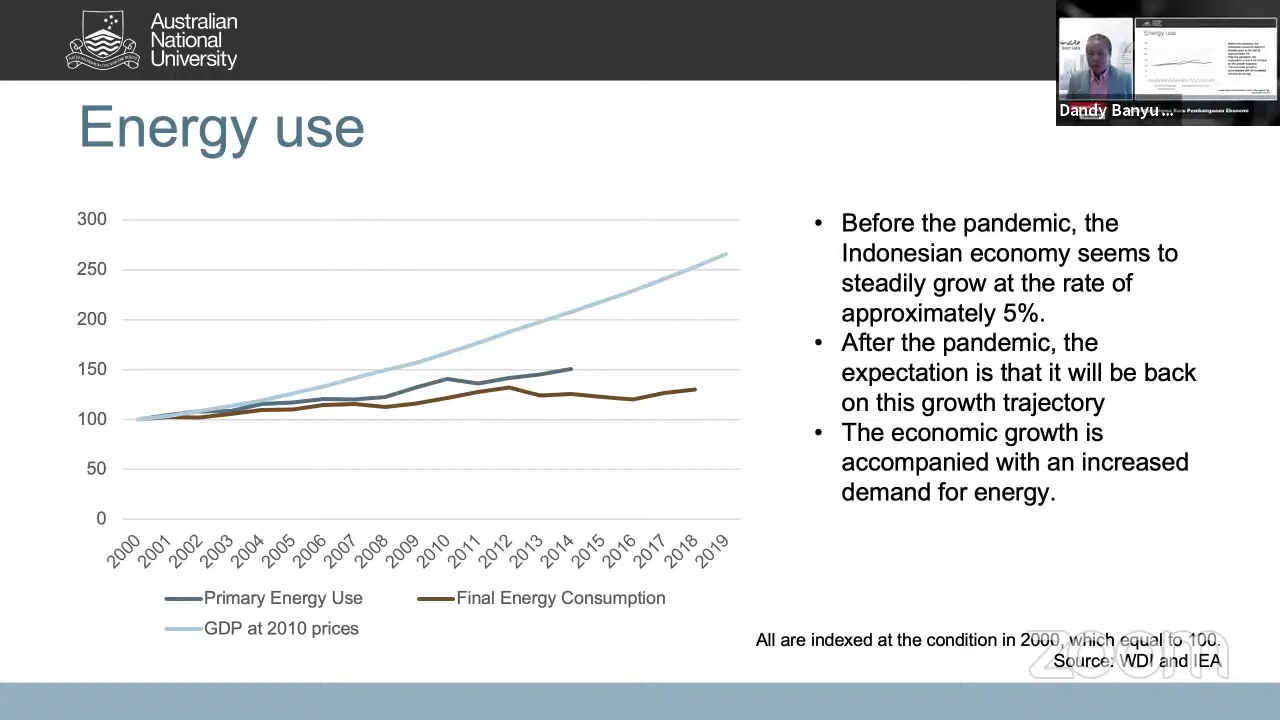 Australian
National
University
Dandy Banyu ...
Energy use
300
250
200
150
100
50
0
2000
2001
2002
2003
2004
2005
2006
2007
2008
2009
2010
2011
2012
2013
2014
2015
2016
2017
2018
2019
Primary Energy Use
Final Energy Consumption
GDP at 2010 prices
• Before the pandemic, the
Indonesian economy seems to
steadily grow at the rate of
approximately 5%.
• After the pandemic, the
expectation is that it will be back
on this growth trajectory
• The economic growth is
accompanied with an increased
demand for energy.
All are indexed at the condition in 2000, which equal to 100.
Source: WDI and IEA
zoom